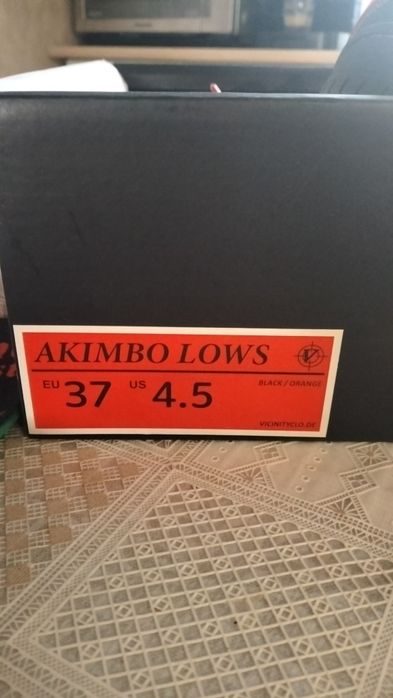 AKIMBO LOWS
EU 37 US 4.5
BLACK / ORANGE
VICINITYCLO.DE